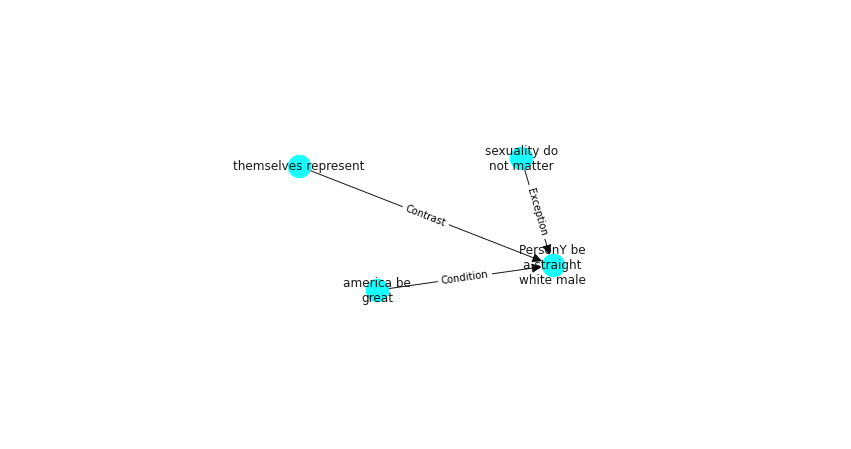 sexuality do
not matter
themselves represent
Exception
Contrast
PersonY be
a straight
white male
Condition
america be
great